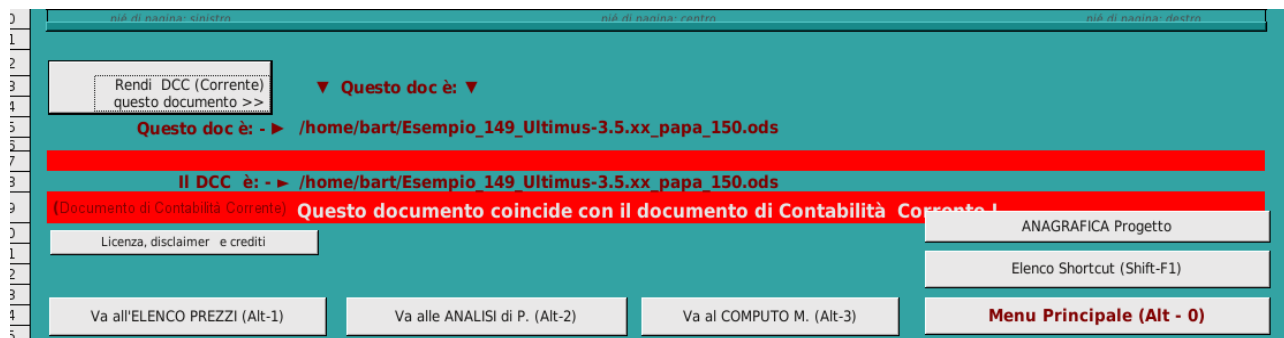 piè di pagina: sinistro piè di pagina: centro piè di pagina: destro
Rendi DCC (Corrente)
questo documento >>
▼ Questo doc è: ▼
Questo doc è: - ► /home/bart/Esempio_149_Ultimus-3.5.xx_papa_150.ods
Il DCC è: - ► /home/bart/Esempio_149_Ultimus-3.5.xx_papa_150.ods
(Documento di Contabilità Corrente) Questo documento coincide con il documento di Contabilità Corrente !
ANAGRAFICA Progetto
Licenza, disclaimer e crediti
Elenco Shortcut (Shift-F1)
Va all'ELENCO PREZZI (Alt-1) Va alle ANALISI di P. (Alt-2) Va al COMPUTO M. (Alt-3) Menu Principale (Alt - 0)